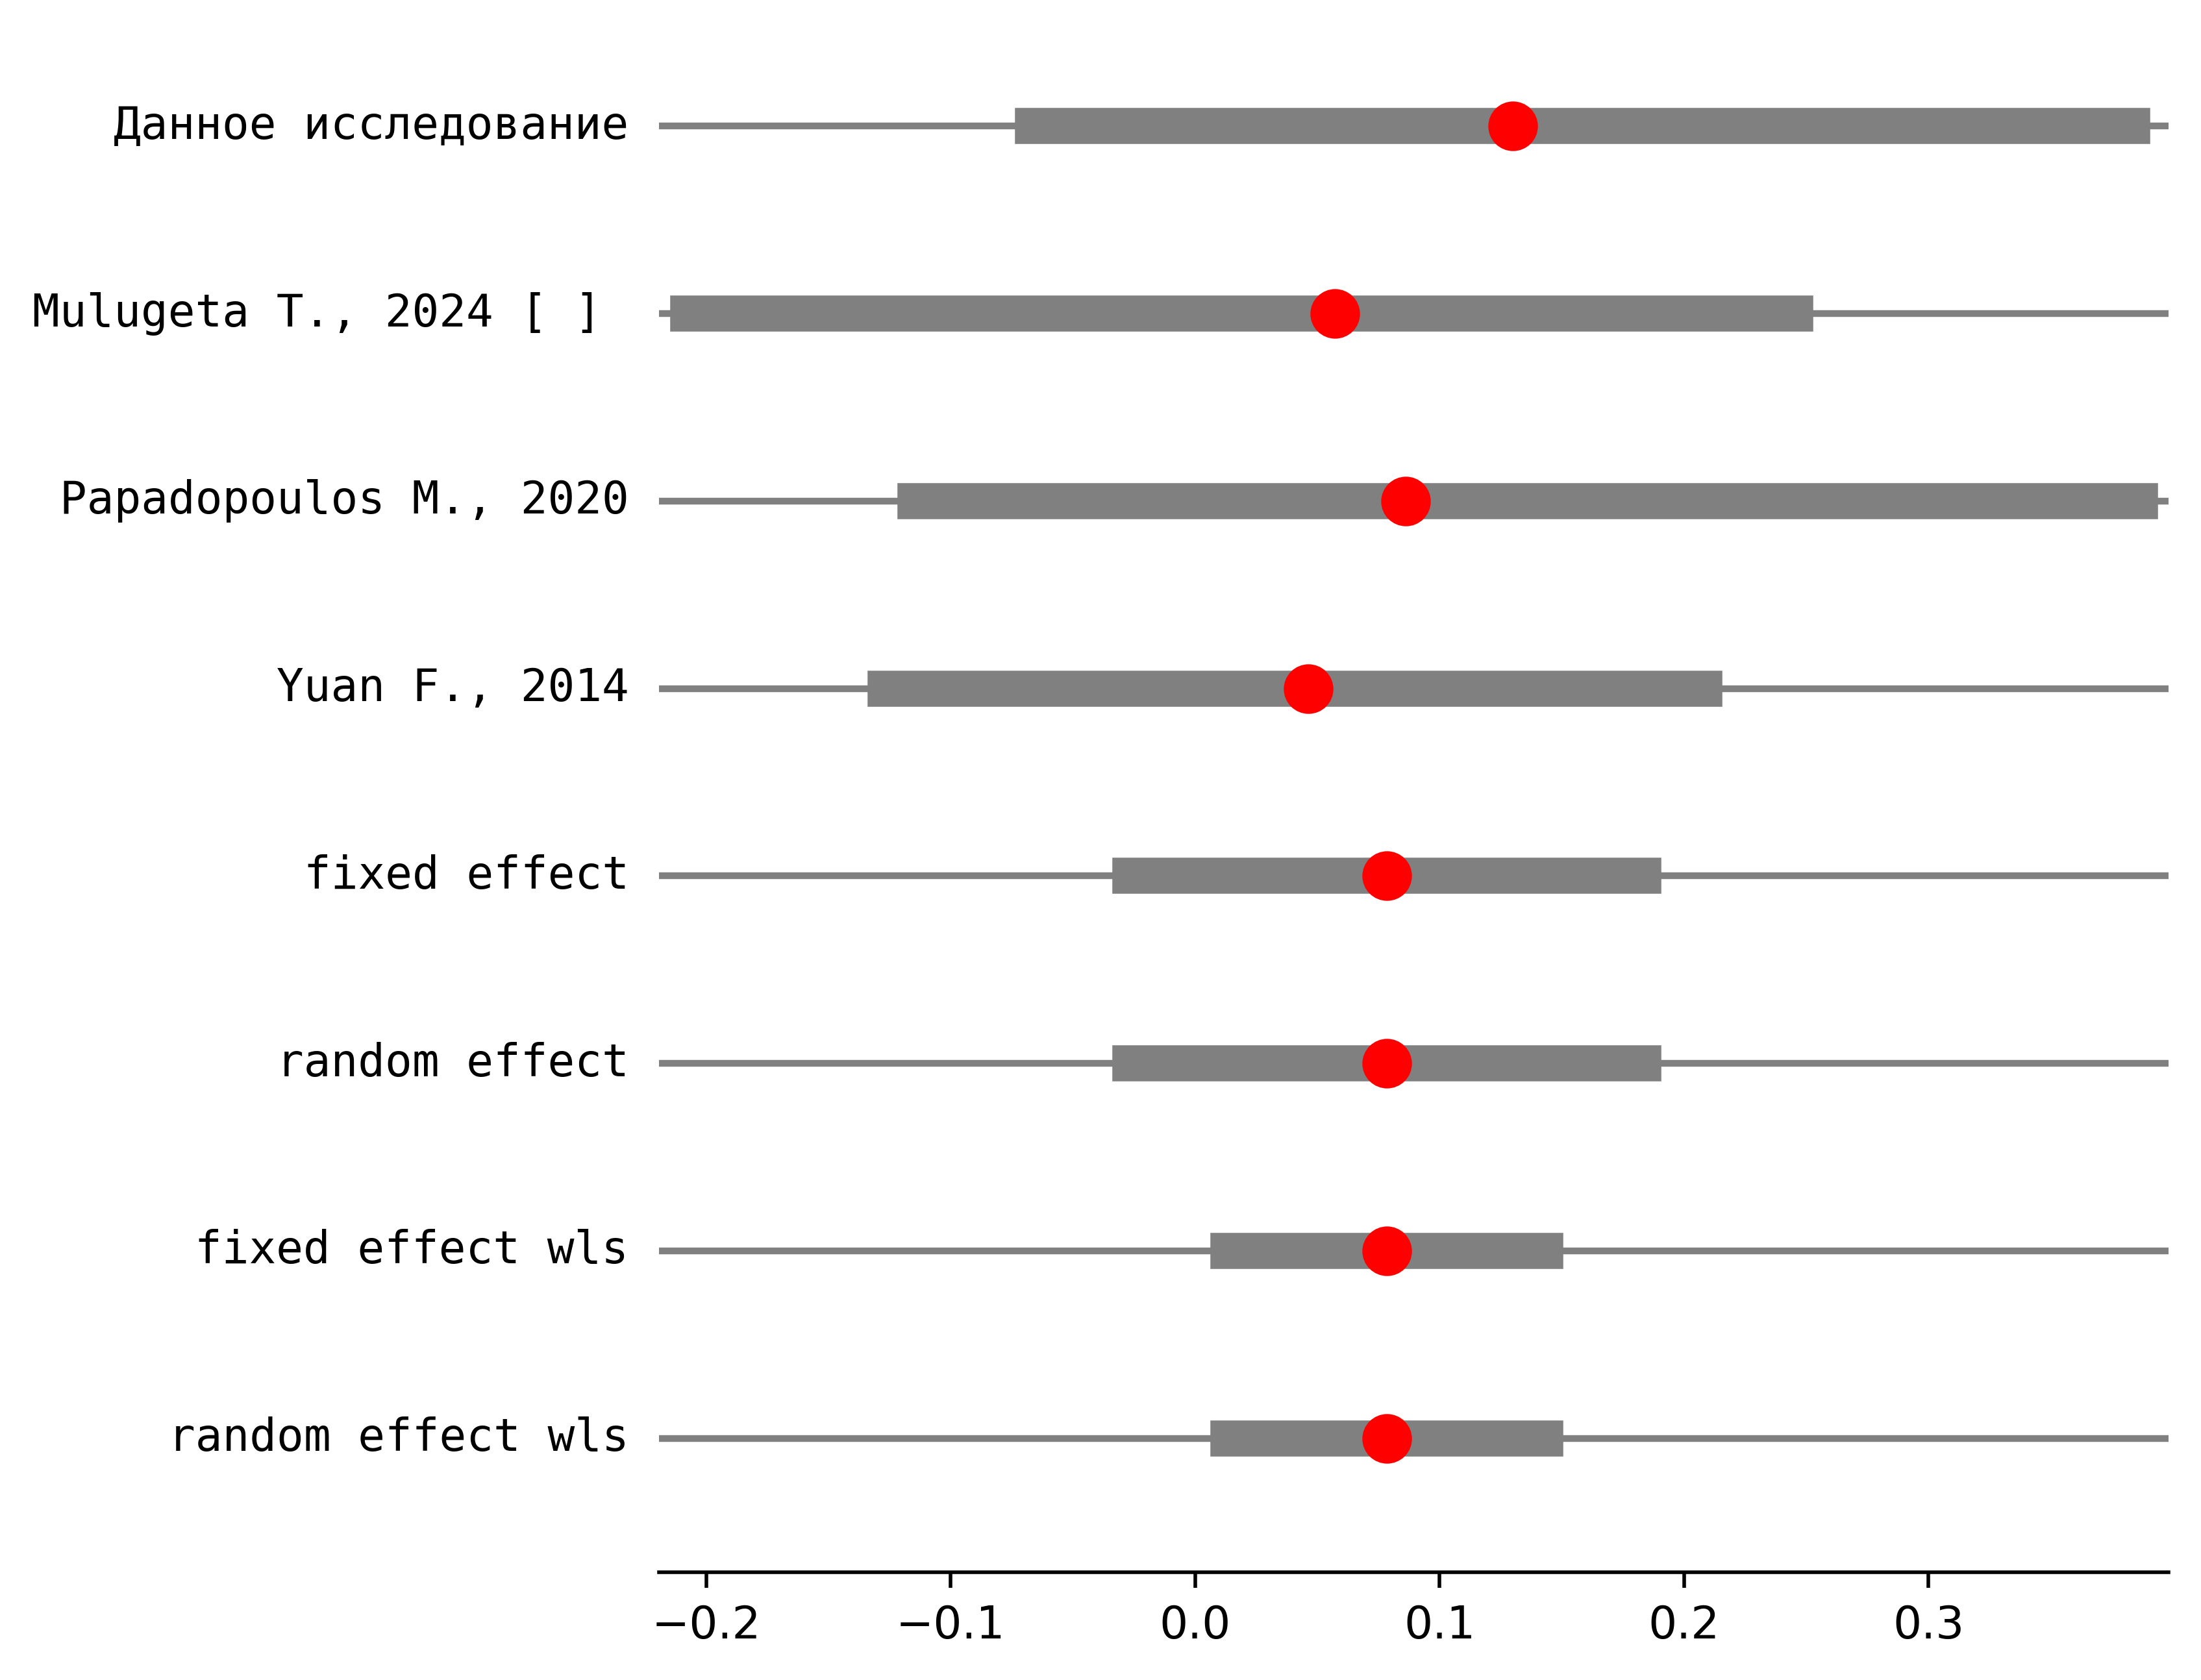 Данное исследование
Mulugeta T., 2024 [ ]
Papadopoulos M., 2020
Yuan F., 2014
fixed effect
random effect
fixed effect wls
random effect wls
−0.2 −0.1 0.0 0.1 0.2 0.3